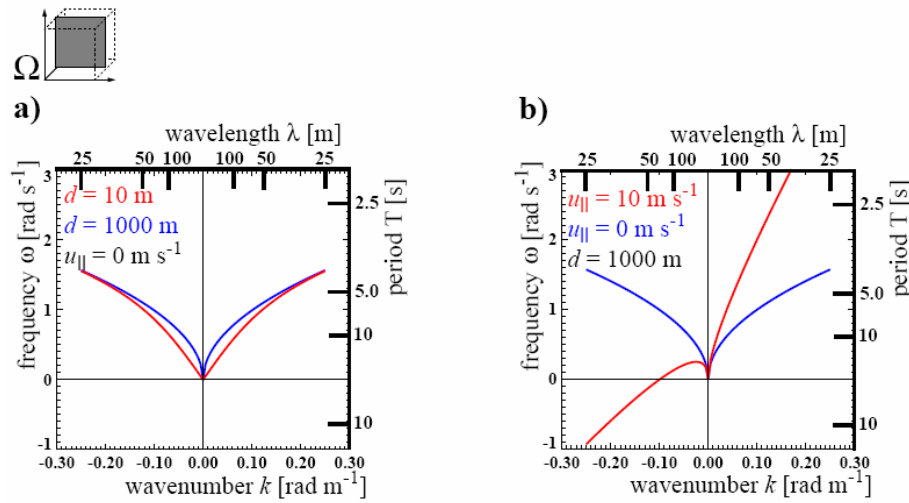 Ω
a)
wavelength λ [m]
25 50 100 100 50 25
frequency ω [rad s-1]
3
2
1
0
-1
d = 10 m
d = 1000 m
u|| = 0 m s-1
2.5
5.0
10
10
period T [s]
-0.30 -0.20 -0.10 0.00 0.10 0.20 0.30
wavenumber k [rad m-1]
b)
wavelength λ [m]
25 50 100 100 50 25
frequency ω [rad s-1]
3
2
1
0
-1
u|| = 10 m s-1
u|| = 0 m s-1
d = 1000 m
2.5
5.0
10
10
period T [s]
-0.30 -0.20 -0.10 0.00 0.10 0.20 0.30
wavenumber k [rad m-1]